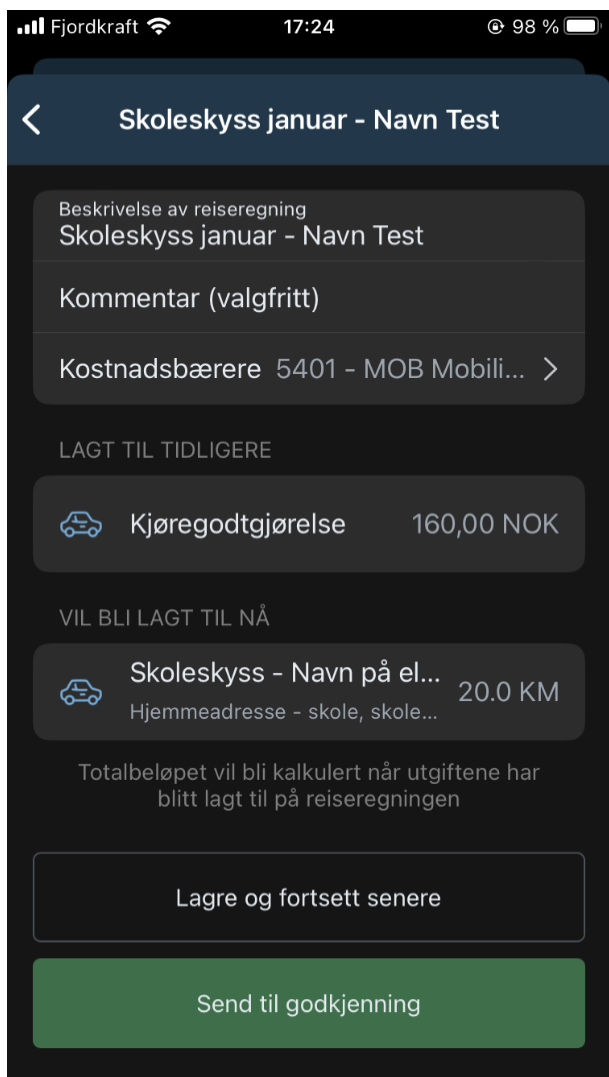 Fjordkraft 17:24 98 %
Skoleskyss januar - Navn Test
Beskrivelse av reiseregning
Skoleskyss januar - Navn Test
Kommentar (valgfritt)
Kostnadsbærere 5401 - MOB Mobili...
LAGT TIL TIDLIGERE
Kjøregodtgjørelse 160,00 NOK
VIL BLI LAGT TIL NÅ
Skoleskyss - Navn på el... 20.0 KM
Hjemmeadresse - skole, skole...
Totalbeløpet vil bli kalkulert når utgiftene har
blitt lagt til på reiseregningen
Lagre og fortsett senere
Send til godkjenning